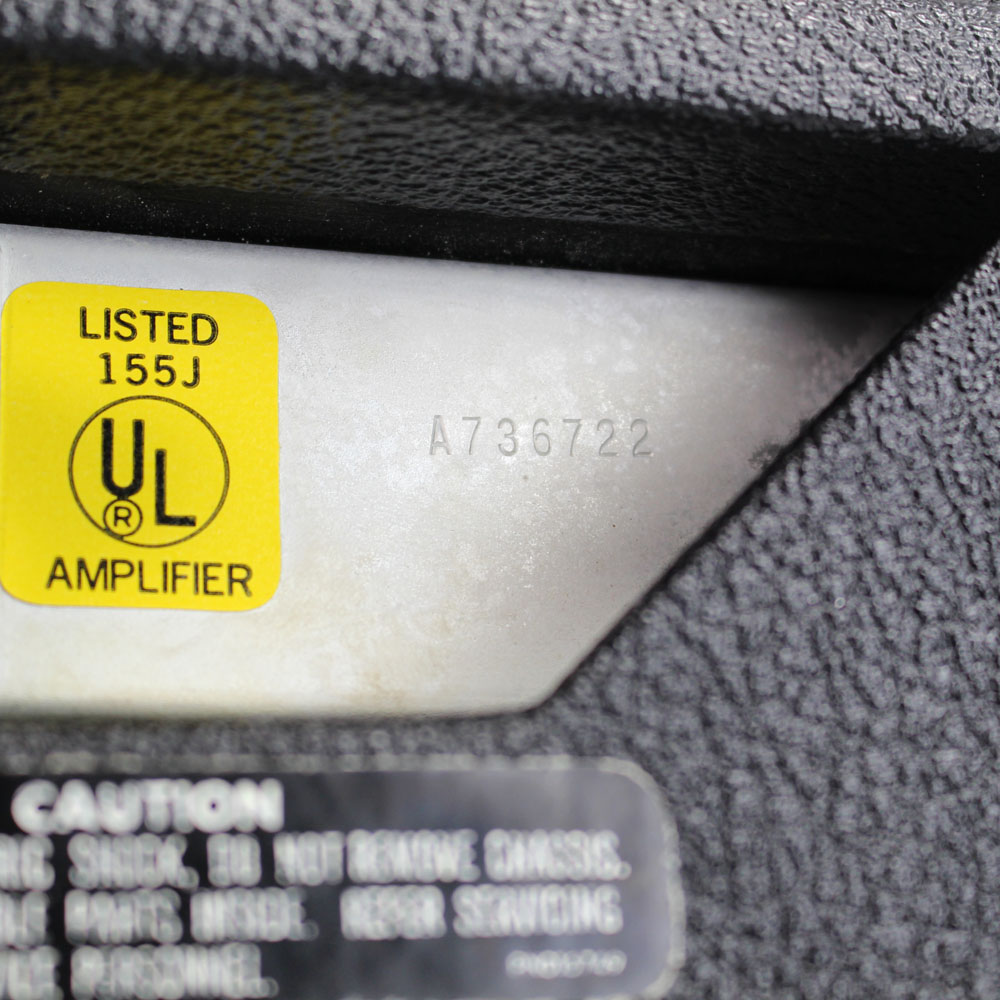 LISTED
155J
UL
®
AMPLIFIER
A736722
CAUTION
SHOCK. DO NOT REMOVE CHASSIS.
PARTS INSIDE. REFER SERVICING
PERSONNEL.